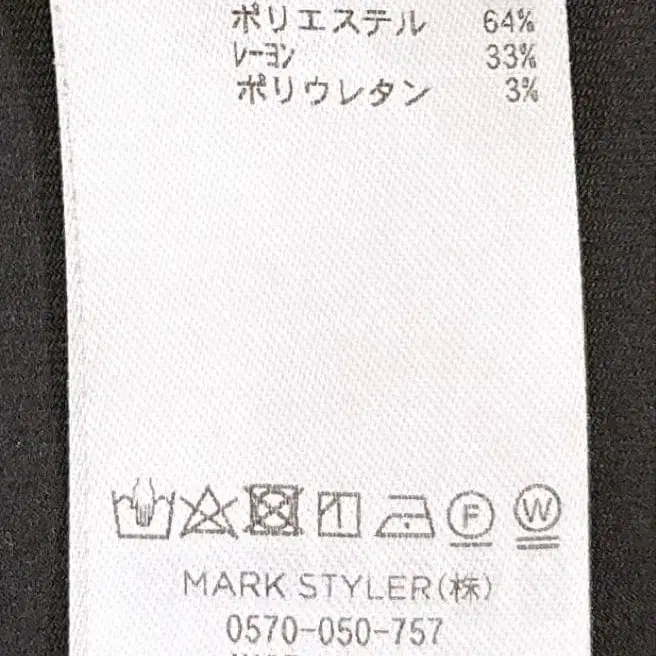 ポリエステル 64%
レーヨン 33%
ポリウレタン 3%
F W
MARK STYLER(株)
0570-050-757